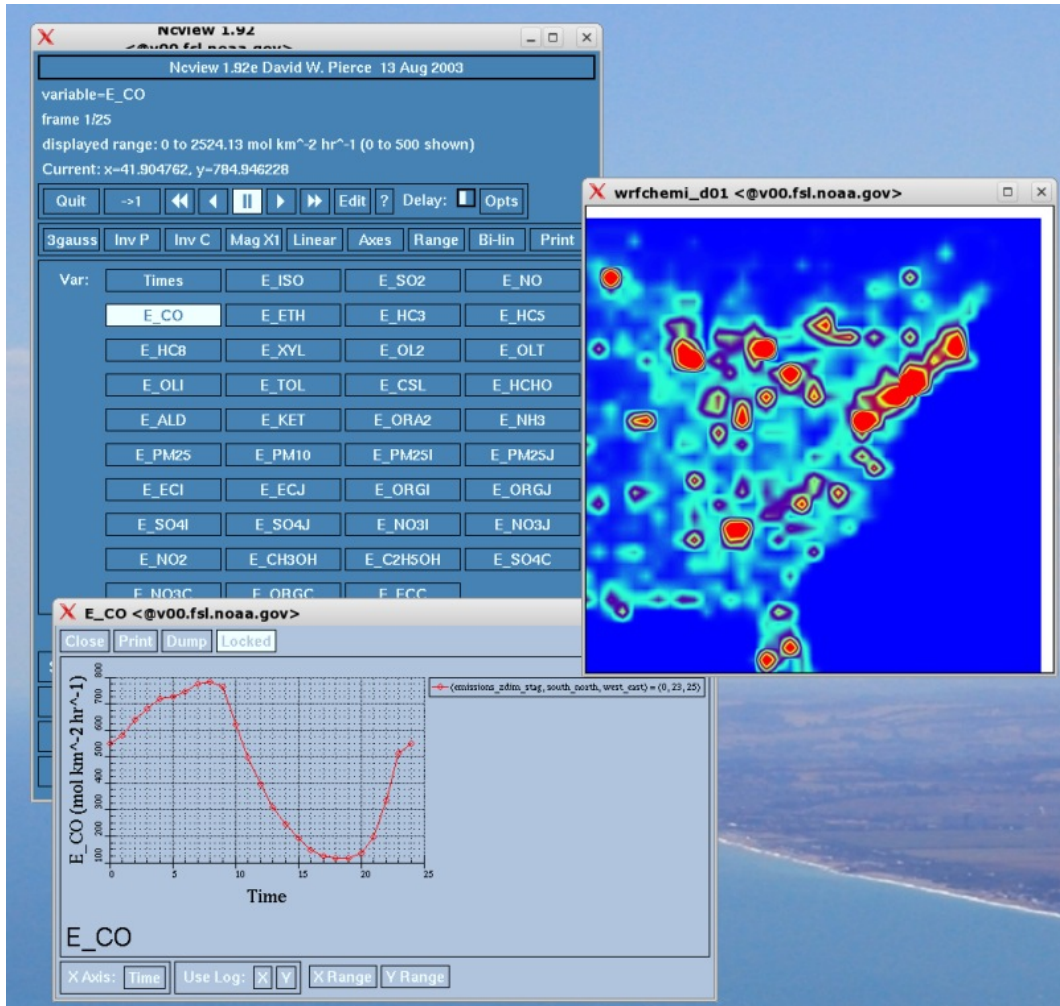 Ncview 1.92
<@v00.fsl.noaa.gov>
Ncview 1.92e David W. Pierce 13 Aug 2003
variable=E_CO
frame 1/25
displayed range: 0 to 2524.13 mol km^-2 hr^-1 (0 to 500 shown)
Current: x=41.904762, y=784.946228
Quit ->1 Edit ? Delay: Opts
3gauss Inv P Inv C Mag X1 Linear Axes Range Bi-lin Print
Var: Times E_ISO E_SO2 E_NO
E_CO E_ETH E_HC3 E_HC5
E_HC8 E_XYL E_OL2 E_OLT
E_OLI E_TOL E_CSL E_HCHO
E_ALD E_KET E_ORA2 E_NH3
E_PM25 E_PM10 E_PM25I E_PM25J
E_ECI E_ECJ E_ORGI E_ORGJ
E_SO4I E_SO4J E_NO3I E_NO3J
E_NO2 E_CH3OH E_C2H5OH E_SO4C
E_NO3C E_ORGC E_ECC
wrfchemi_d01 <@v00.fsl.noaa.gov>
E_CO <@v00.fsl.noaa.gov>
Close Print Dump Locked
E_CO (mol km^-2 hr^-1)
100 200 300 400 500 600 700 800
(emissions_zdim_stag, south_north, west_east) = (0, 23, 25)
0 5 10 15 20 25
Time
E_CO
X Axis: Time Use Log: X Y X Range Y Range